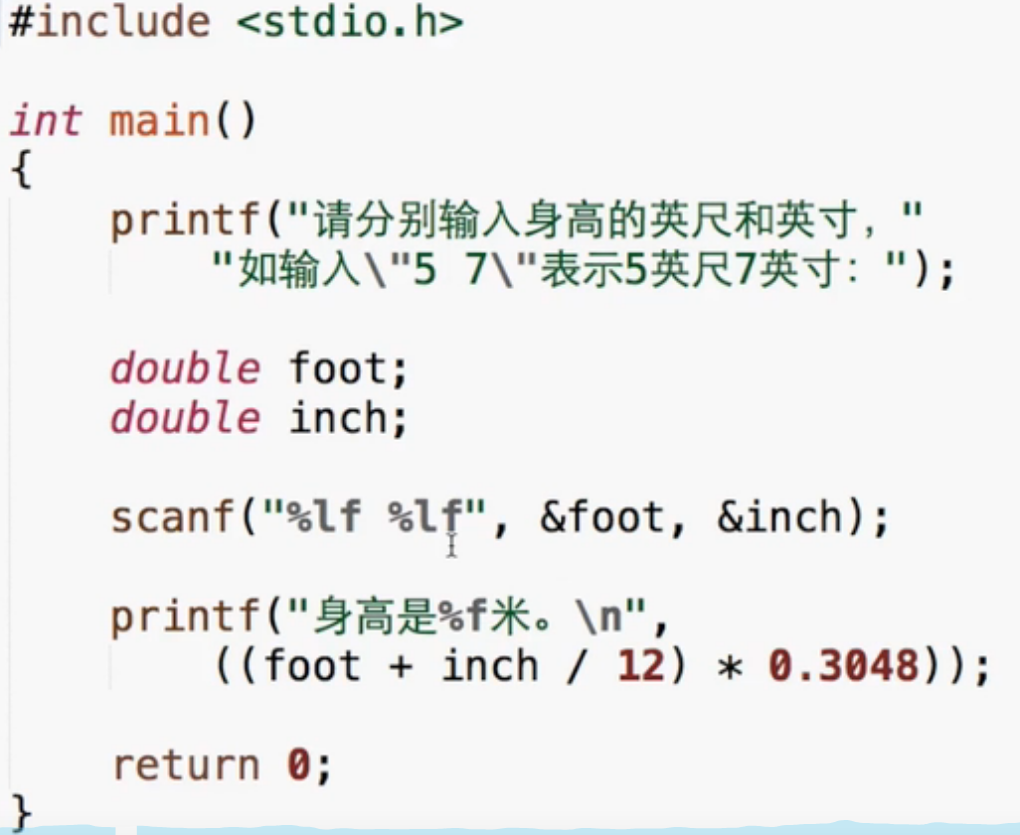 #include <stdio.h>
int main()
{
printf("请分别输入身高的英尺和英寸，"
"如输入\"5 7\"表示5英尺7英寸：");
double foot;
double inch;
scanf("%lf %lf", &foot, &inch);
printf("身高是%f米。\n",
((foot + inch / 12) * 0.3048));
return 0;
}